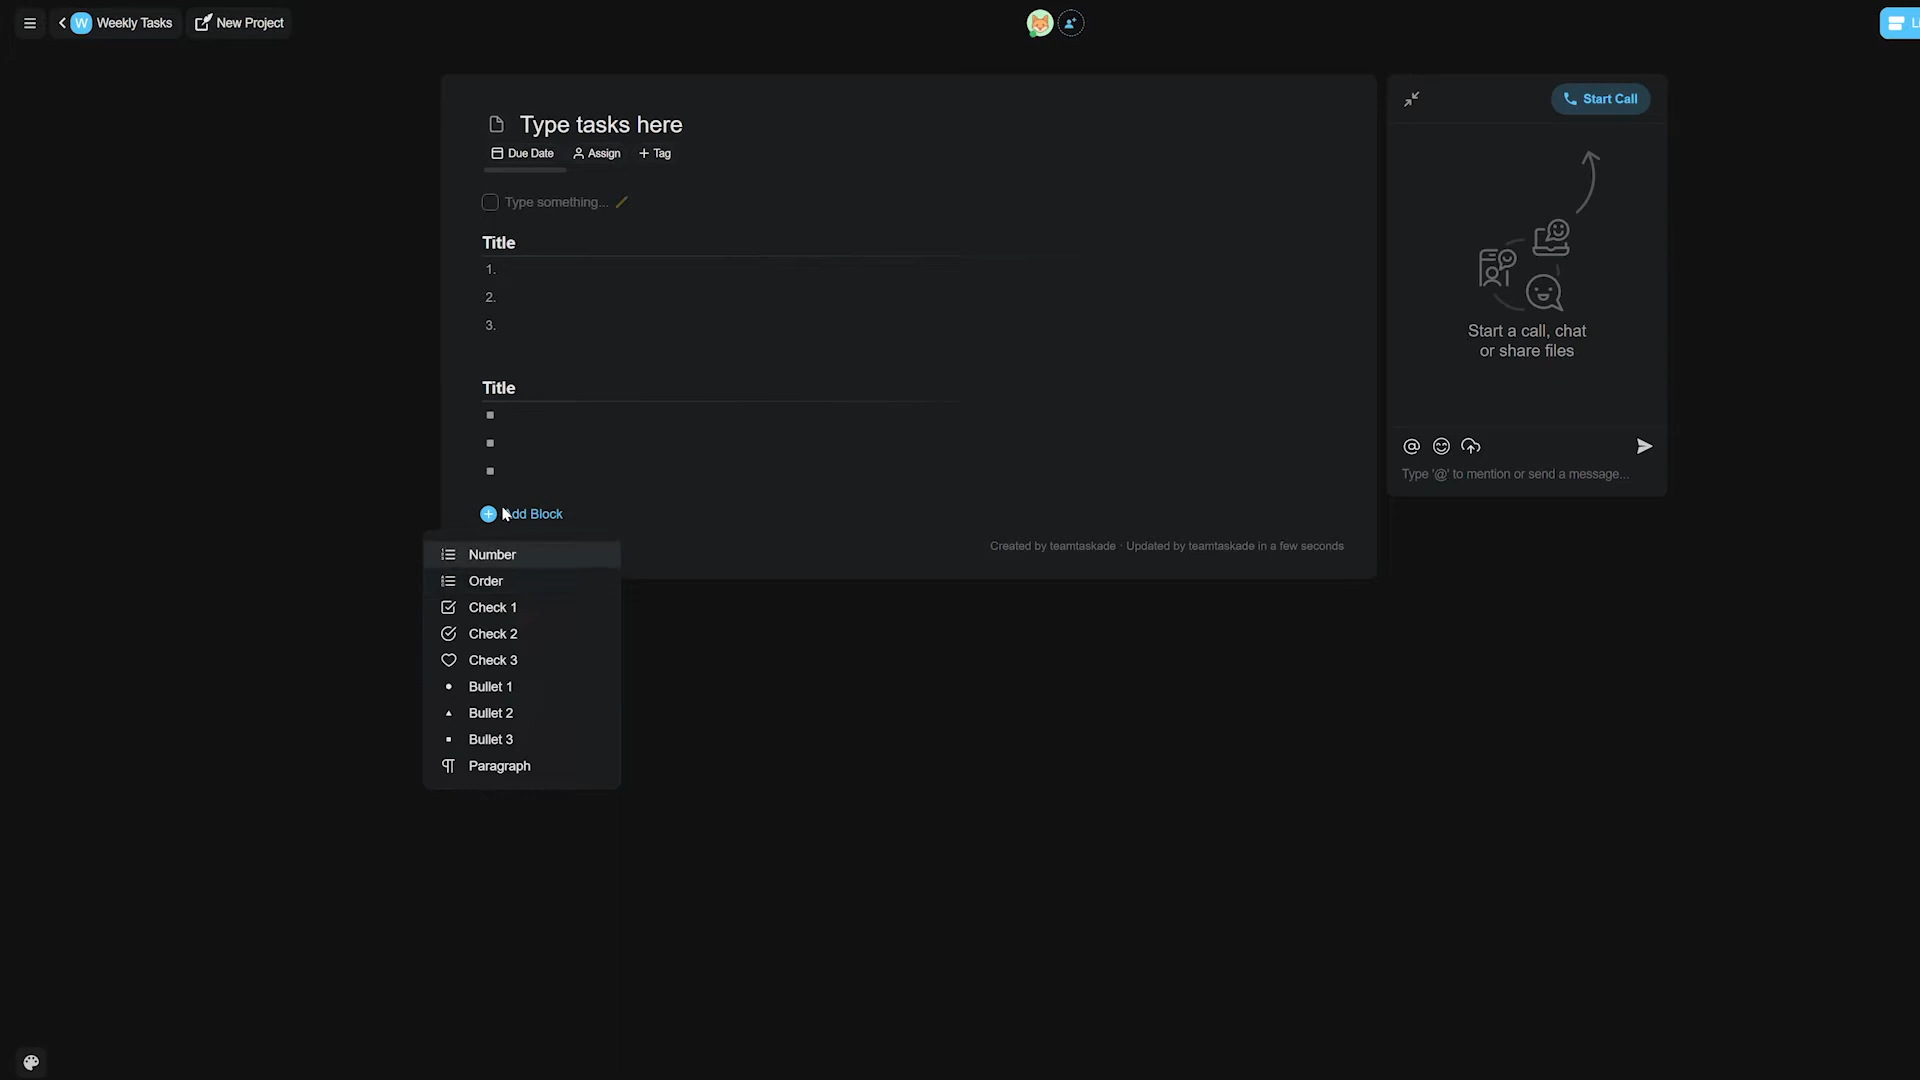 W Weekly Tasks
New Project
Type tasks here
Due Date Assign + Tag
Type something...
Title
1.
2.
3.
Title
Add Block
Number
Order
Check 1
Check 2
Check 3
Bullet 1
Bullet 2
Bullet 3
Paragraph
Created by teamtaskade · Updated by teamtaskade in a few seconds
Start Call
Start a call, chat
or share files
Type '@' to mention or send a message...